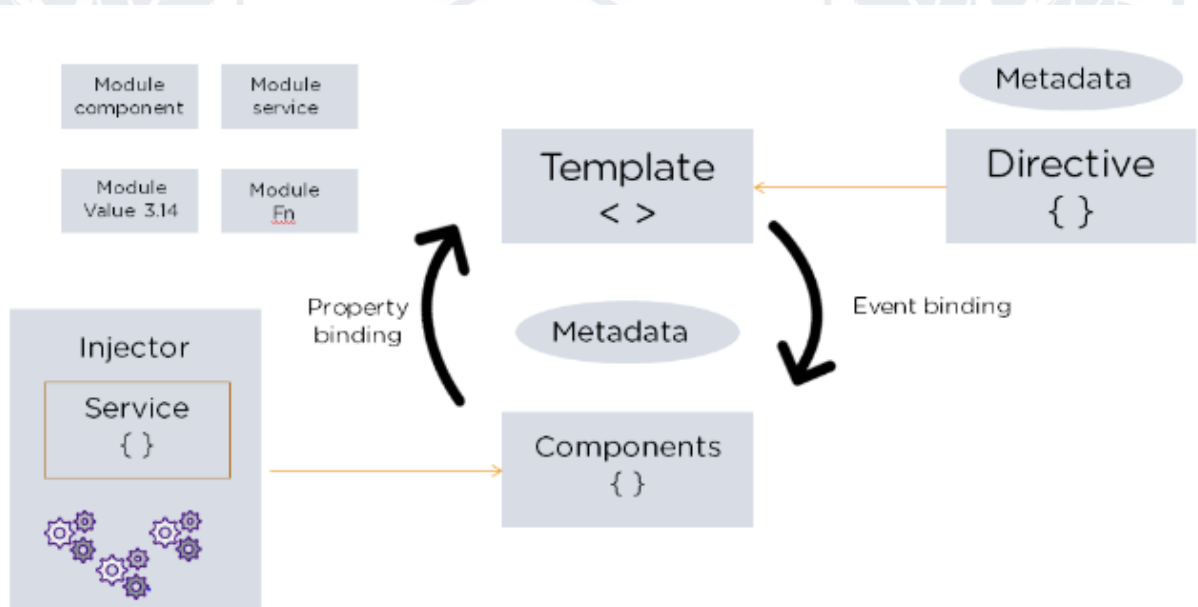 Module
component
Module
service
Module
Value 3.14
Module
Fn
Metadata
Template
< >
Directive
{ }
Property
binding
Metadata
Event binding
Injector
Service
{ }
Components
{ }